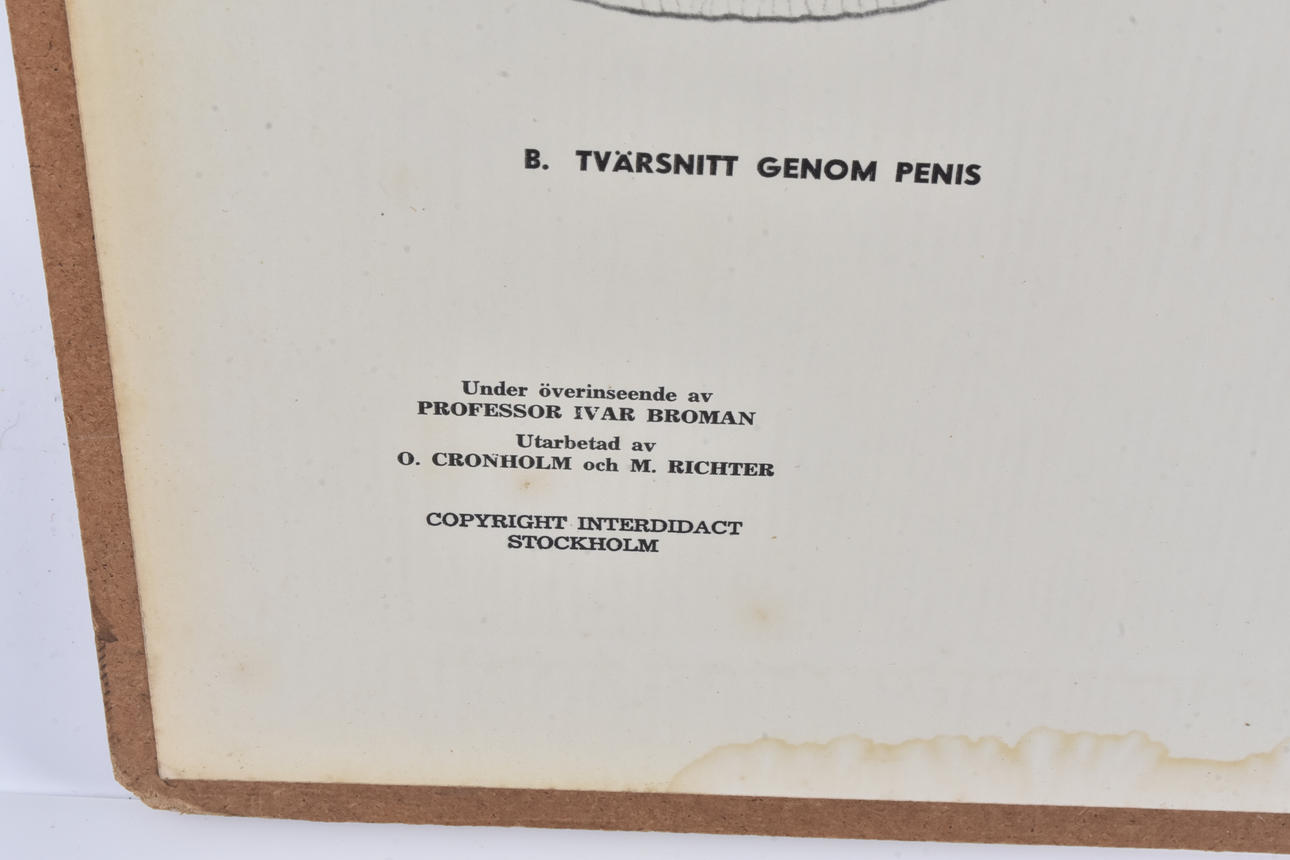 B. TVÄRSNITT GENOM PENIS
Under överinseende av
PROFESSOR IVAR BROMAN
Utarbetad av
O. CRONHOLM och M. RICHTER
COPYRIGHT INTERDIDACT
STOCKHOLM